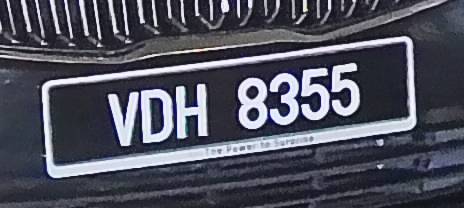 VDH 8355
The Power to Surprise